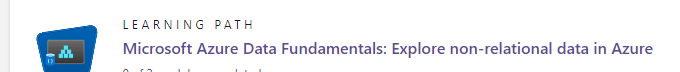 LEARNING PATH
Microsoft Azure Data Fundamentals: Explore non-relational data in Azure